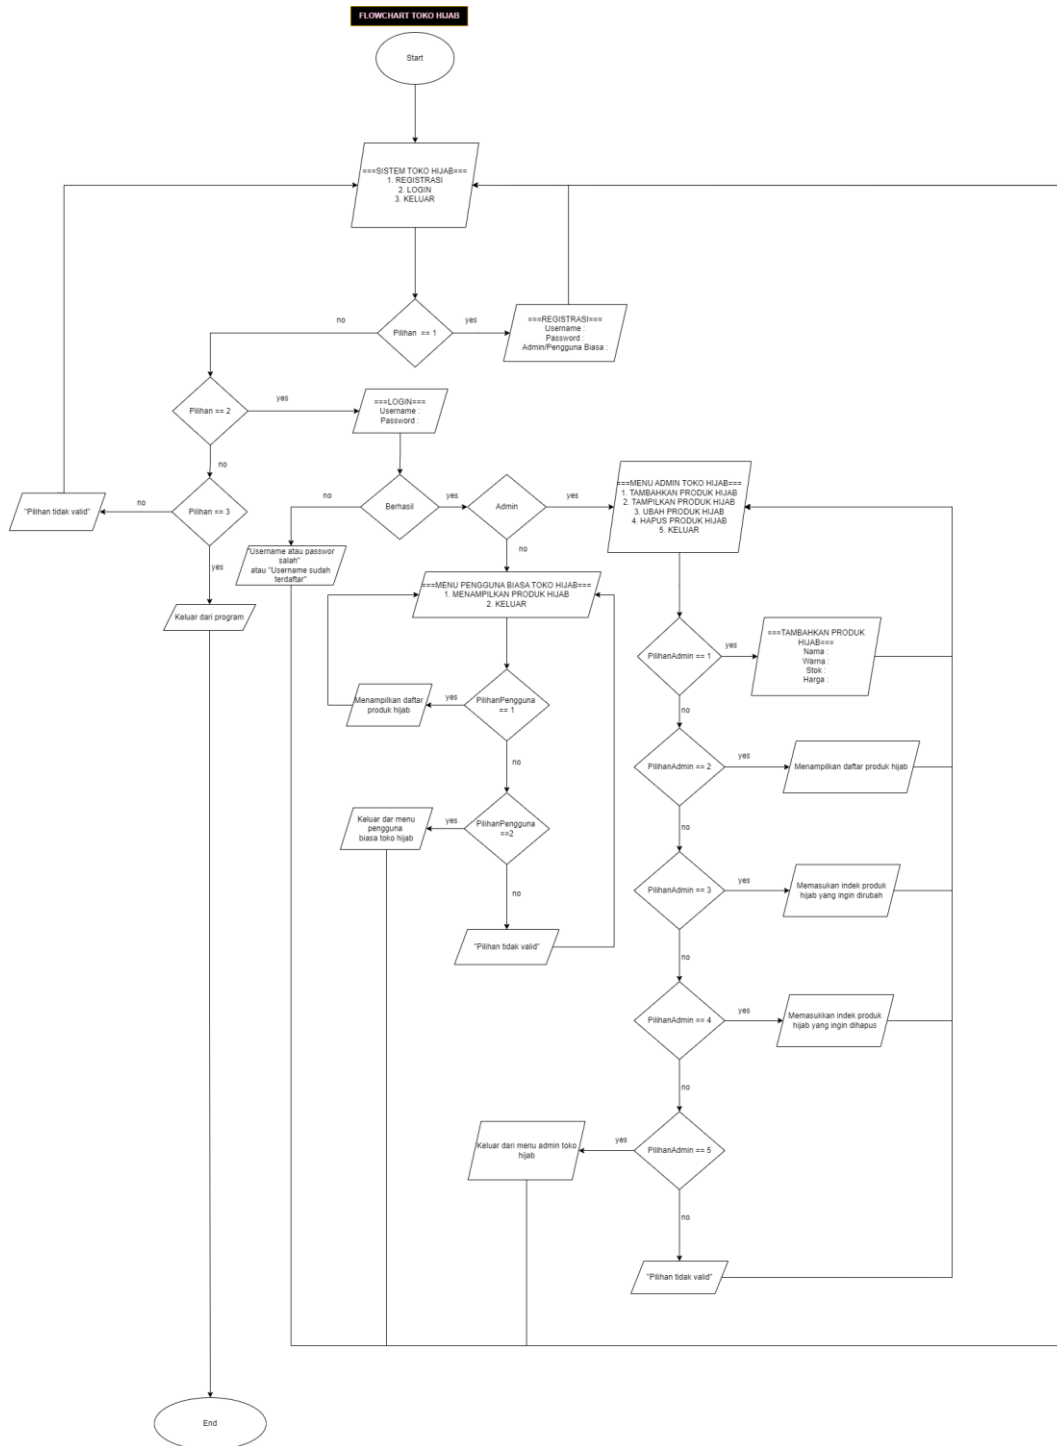 FLOWCHART TOKO HIJAB
Start
===SISTEM TOKO HIJAB===
1. REGISTRASI
2. LOGIN
3. KELUAR
no
Pilihan == 1
yes
===REGISTRASI===
Username :
Password :
Admin/Pengguna Biasa :
Pilihan == 2
yes
===LOGIN===
Username :
Password :
no
"Pilihan tidak valid"
no
Pilihan == 3
no
Berhasil
yes
Admin
yes
===MENU ADMIN TOKO HIJAB===
1. TAMBAHKAN PRODUK HIJAB
2. TAMPILKAN PRODUK HIJAB
3. UBAH PRODUK HIJAB
4. HAPUS PRODUK HIJAB
5. KELUAR
yes
"Username atau passwor
salah"
atau "Username sudah
terdaftar"
no
Keluar dari program
===MENU PENGGUNA BIASA TOKO HIJAB===
1. MENAMPILKAN PRODUK HIJAB
2. KELUAR
PilihanAdmin == 1
yes
===TAMBAHKAN PRODUK
HIJAB===
Nama :
Warna :
Stok :
Harga :
Menampilkan daftar
produk hijab
yes
PilihanPengguna
== 1
no
PilihanAdmin == 2
yes
Menampilkan daftar produk hijab
no
Keluar dar menu
pengguna
biasa toko hijab
yes
PilihanPengguna
==2
no
PilihanAdmin == 3
yes
Memasukan indek produk
hijab yang ingin dirubah
no
"Pilihan tidak valid"
no
PilihanAdmin == 4
yes
Memasukkan indek produk
hijab yang ingin dihapus
no
Keluar dari menu admin toko
hijab
yes
PilihanAdmin == 5
no
"Pilihan tidak valid"
End